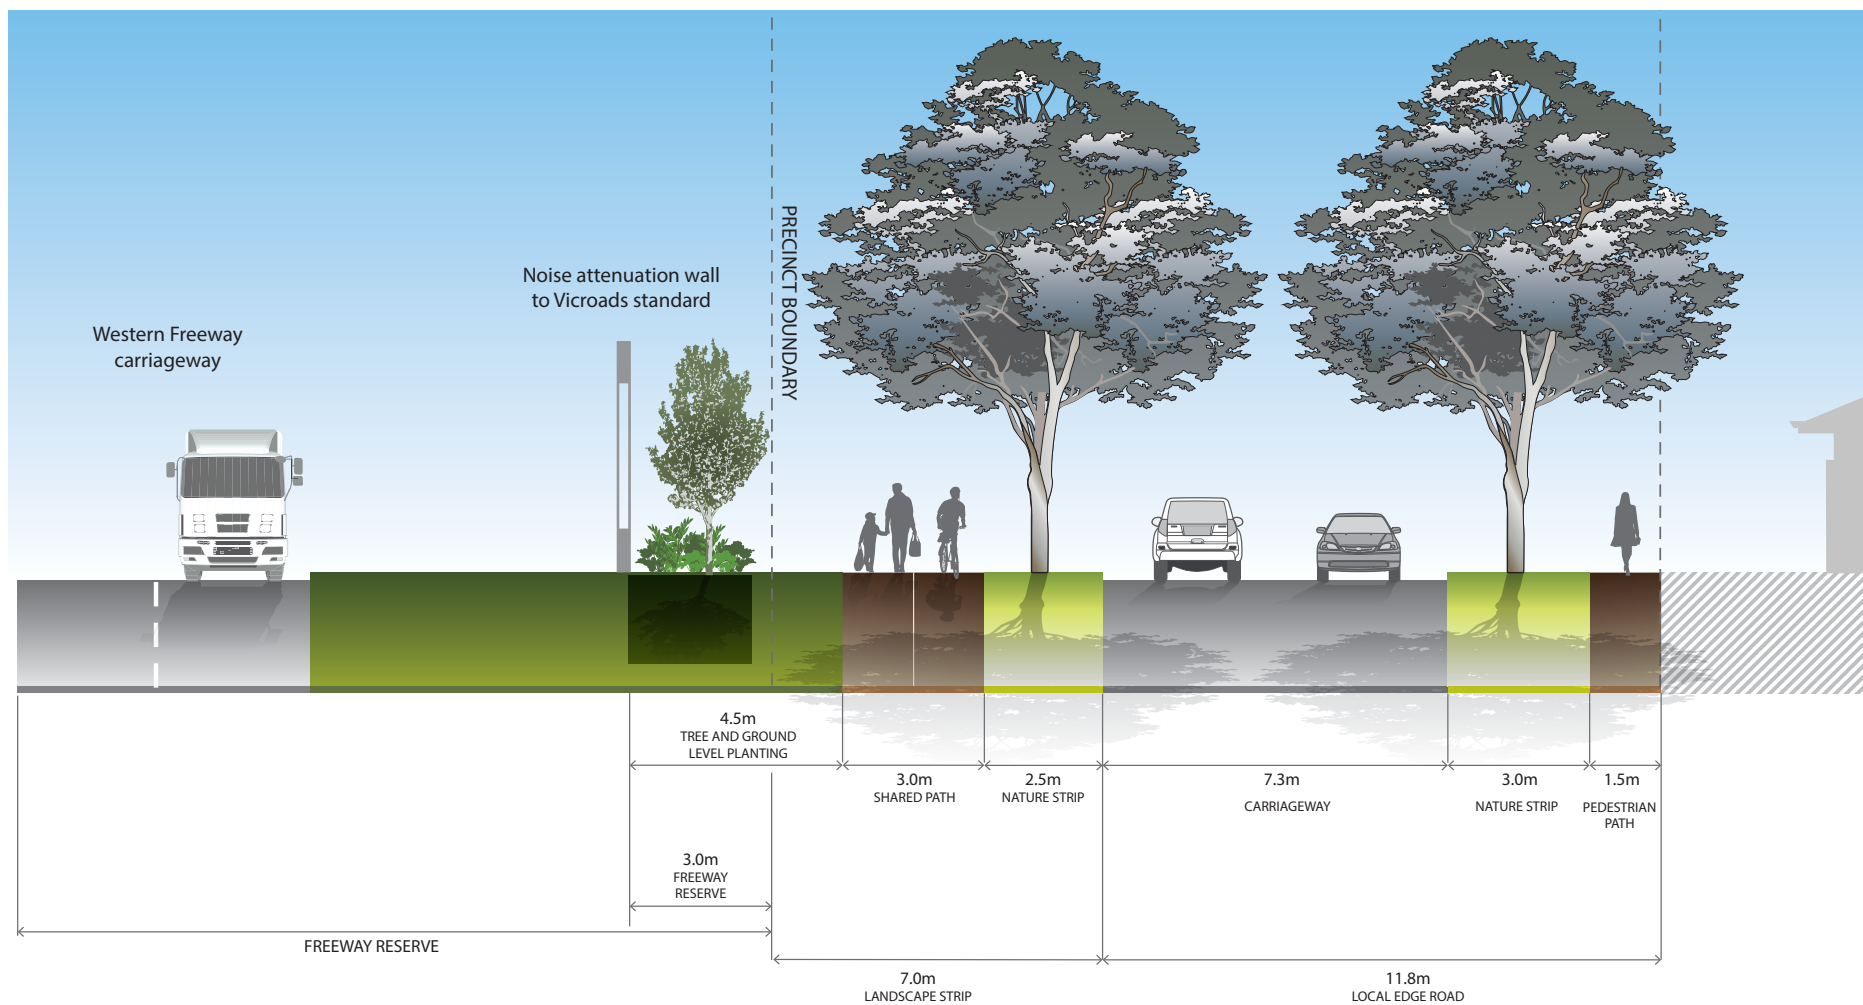 Western Freeway
carriageway
Noise attenuation wall
to Vicroads standard
PRECINCT BOUNDARY
4.5m
TREE AND GROUND
LEVEL PLANTING
3.0m
SHARED PATH
2.5m
NATURE STRIP
7.3m
CARRIAGEWAY
3.0m
NATURE STRIP
1.5m
PEDESTRIAN
PATH
3.0m
FREEWAY
RESERVE
FREEWAY RESERVE
7.0m
LANDSCAPE STRIP
11.8m
LOCAL EDGE ROAD